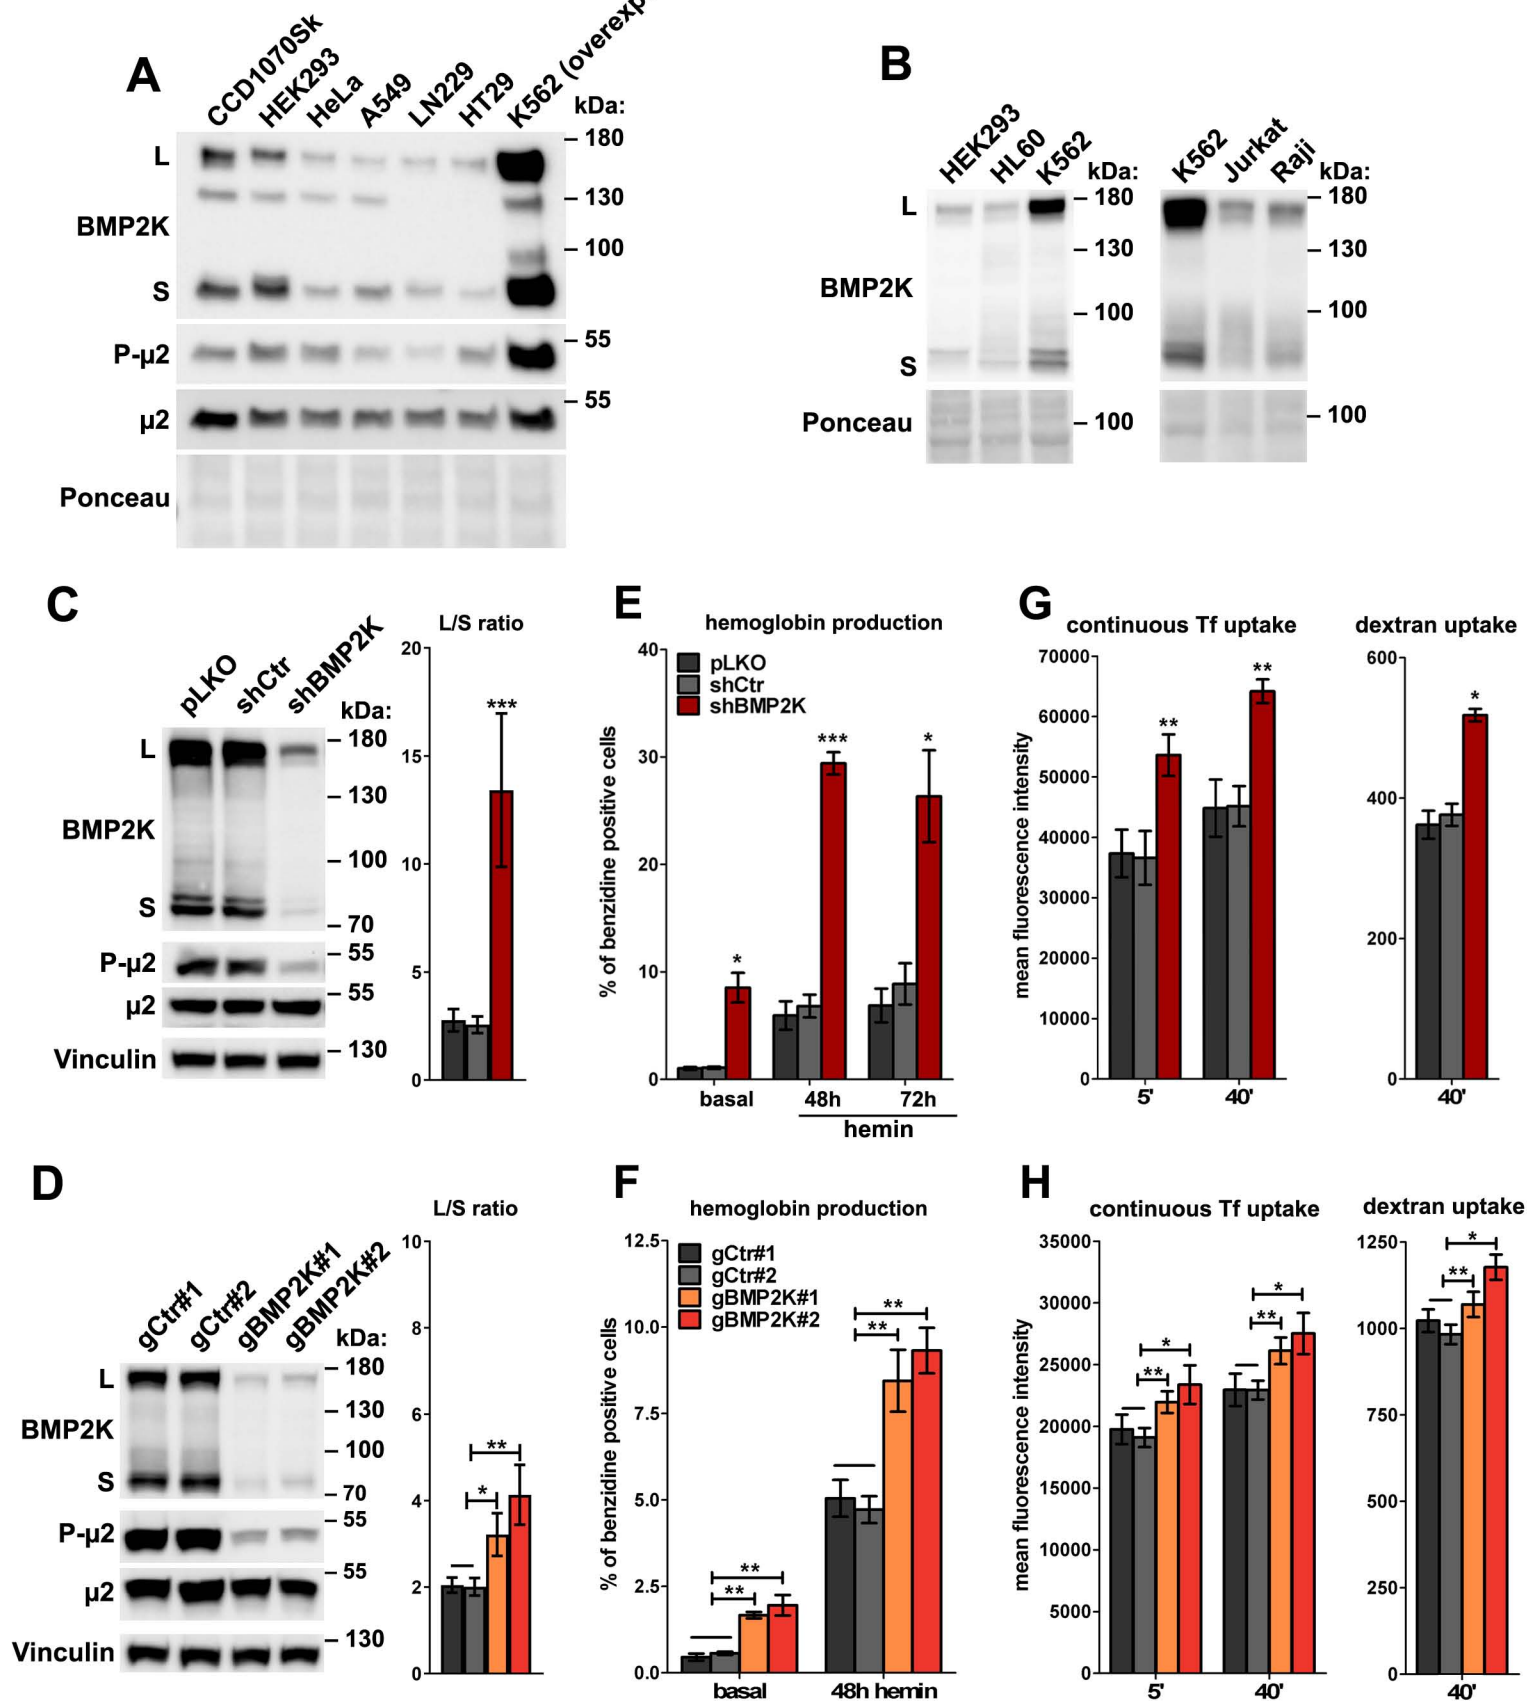 A
CCD1070Sk
HEK293
HeLa
A549
LN229
HT29
K562 (overexp
kDa:
180
130
100
55
55
L
BMP2K
S
P-µ2
µ2
Ponceau
B
HEK293
HL60
K562
kDa:
180
130
100
100
K562
Jurkat
Raji
kDa:
180
130
100
100
L
BMP2K
S
Ponceau
C
pLKO
shCtr
shBMP2K
kDa:
180
130
100
70
55
55
130
L
BMP2K
S
P-µ2
µ2
Vinculin
L/S ratio
20
15
10
5
0
***
E
hemoglobin production
% of benzidine positive cells
40
30
20
10
0
pLKO
shCtr
shBMP2K
*
***
*
basal
48h
72h
hemin
G
continuous Tf uptake
mean fluorescence intensity
70000
60000
50000
40000
30000
20000
10000
0
**
**
5'
40'
dextran uptake
600
400
200
0
*
40'
D
gCtr#1
gCtr#2
gBMP2K#1
gBMP2K#2
kDa:
180
130
100
70
55
55
130
L
BMP2K
S
P-µ2
µ2
Vinculin
L/S ratio
10
8
6
4
2
0
*
**
F
hemoglobin production
% of benzidine positive cells
12.5
10.0
7.5
5.0
2.5
0.0
gCtr#1
gCtr#2
gBMP2K#1
gBMP2K#2
**
**
**
**
basal
48h hemin
H
continuous Tf uptake
mean fluorescence intensity
35000
30000
25000
20000
15000
10000
5000
0
*
**
*
**
5'
40'
dextran uptake
1250
1000
750
500
250
0
*
**
40'